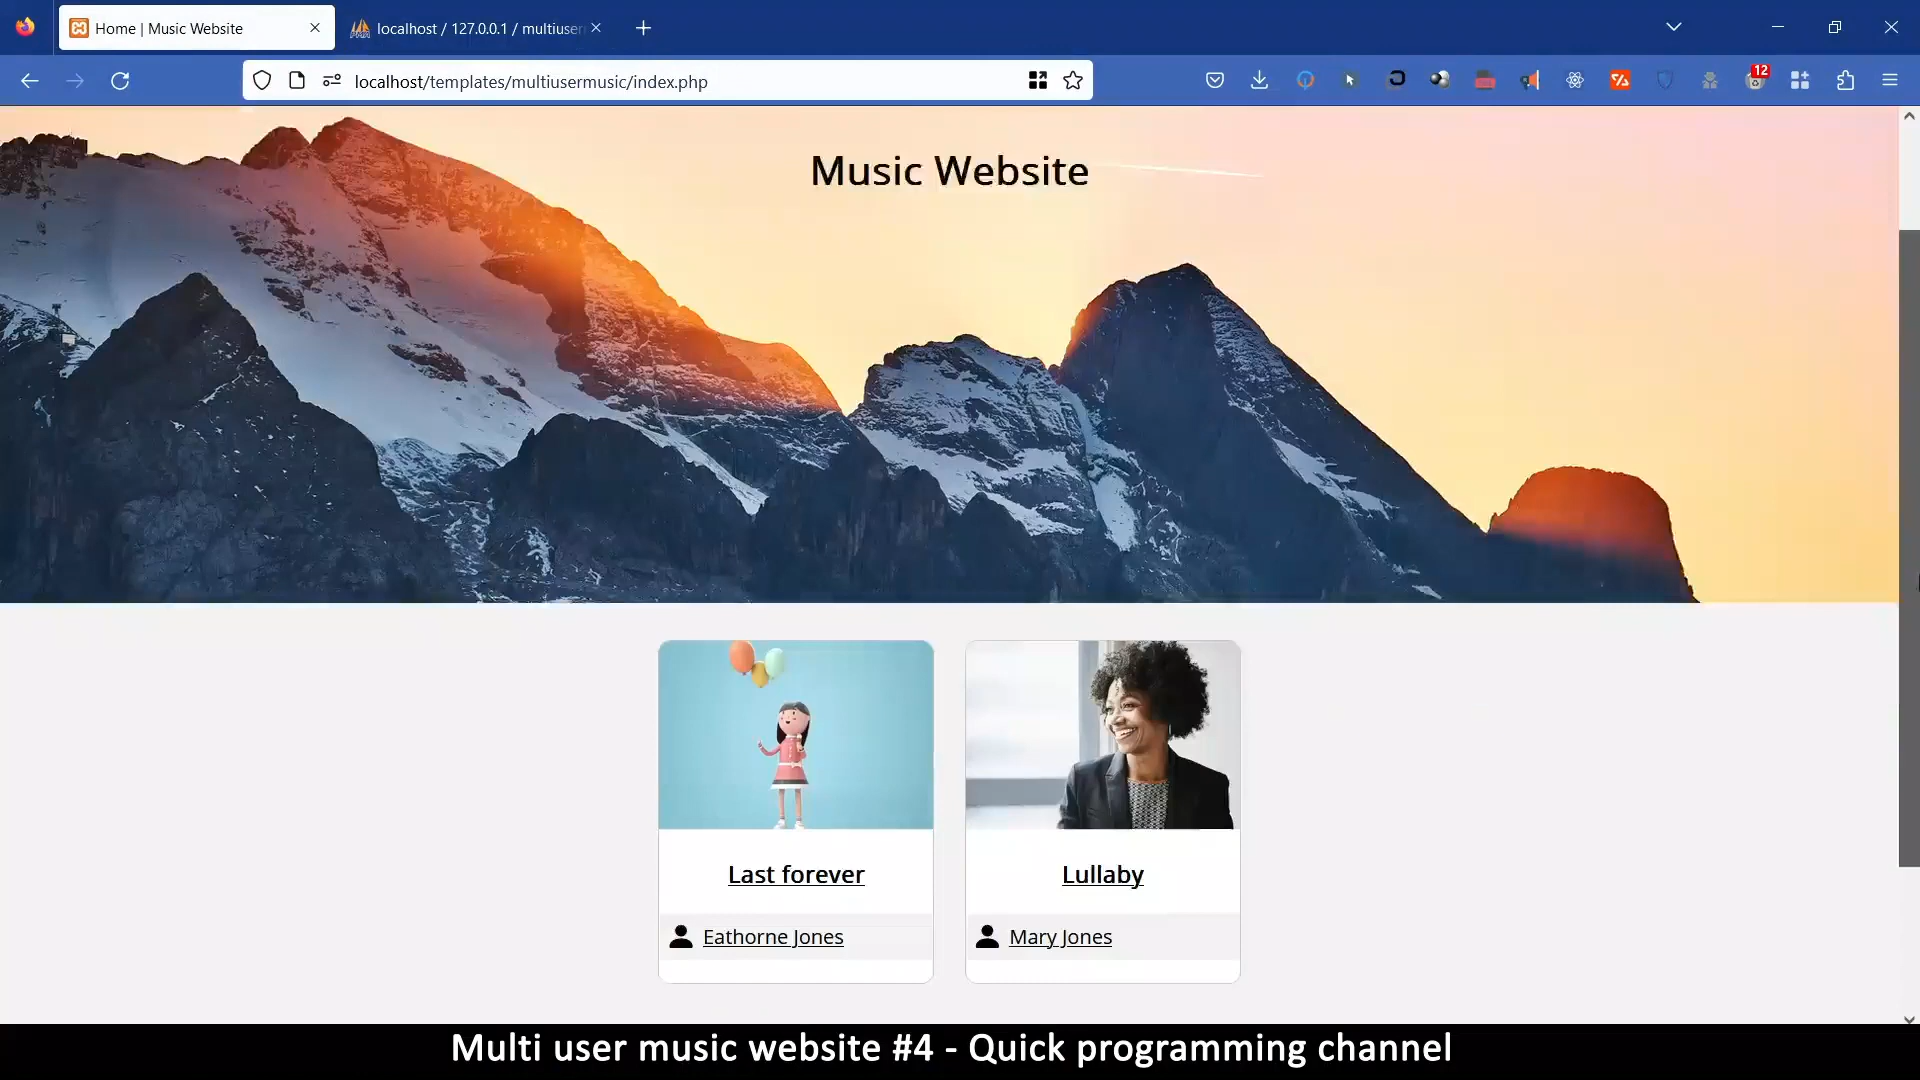 Home | Music Website
localhost / 127.0.0.1 / multiuser
localhost/templates/multiusermusic/index.php
12
Music Website
Last forever
Lullaby
Eathorne Jones
Mary Jones
Multi user music website #4 - Quick programming channel